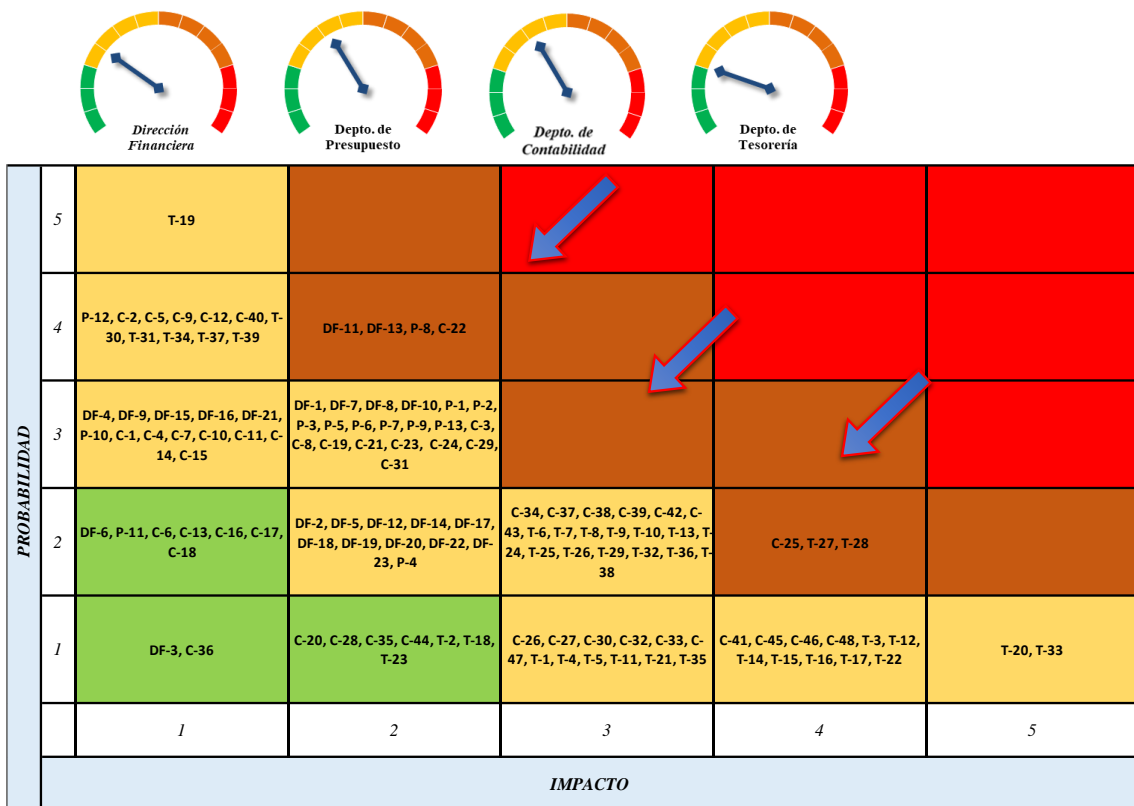 Dirección
Financiera
Depto. de
Presupuesto
Depto. de
Contabilidad
Depto. de
Tesorería
PROBABILIDAD
5
T-19
4
P-12, C-2, C-5, C-9, C-12, C-40, T-
30, T-31, T-34, T-37, T-39
DF-11, DF-13, P-8, C-22
3
DF-4, DF-9, DF-15, DF-16, DF-21,
P-10, C-1, C-4, C-7, C-10, C-11, C-
14, C-15
DF-1, DF-7, DF-8, DF-10, P-1, P-2,
P-3, P-5, P-6, P-7, P-9, P-13, C-3,
C-8, C-19, C-21, C-23, C-24, C-29,
C-31
2
DF-6, P-11, C-6, C-13, C-16, C-17,
C-18
DF-2, DF-5, DF-12, DF-14, DF-17,
DF-18, DF-19, DF-20, DF-22, DF-
23, P-4
C-34, C-37, C-38, C-39, C-42, C-
43, T-6, T-7, T-8, T-9, T-10, T-13, T-
24, T-25, T-26, T-29, T-32, T-36, T-
38
C-25, T-27, T-28
1
DF-3, C-36
C-20, C-28, C-35, C-44, T-2, T-18,
T-23
C-26, C-27, C-30, C-32, C-33, C-
47, T-1, T-4, T-5, T-11, T-21, T-35
C-41, C-45, C-46, C-48, T-3, T-12,
T-14, T-15, T-16, T-17, T-22
T-20, T-33
1
2
3
4
5
IMPACTO